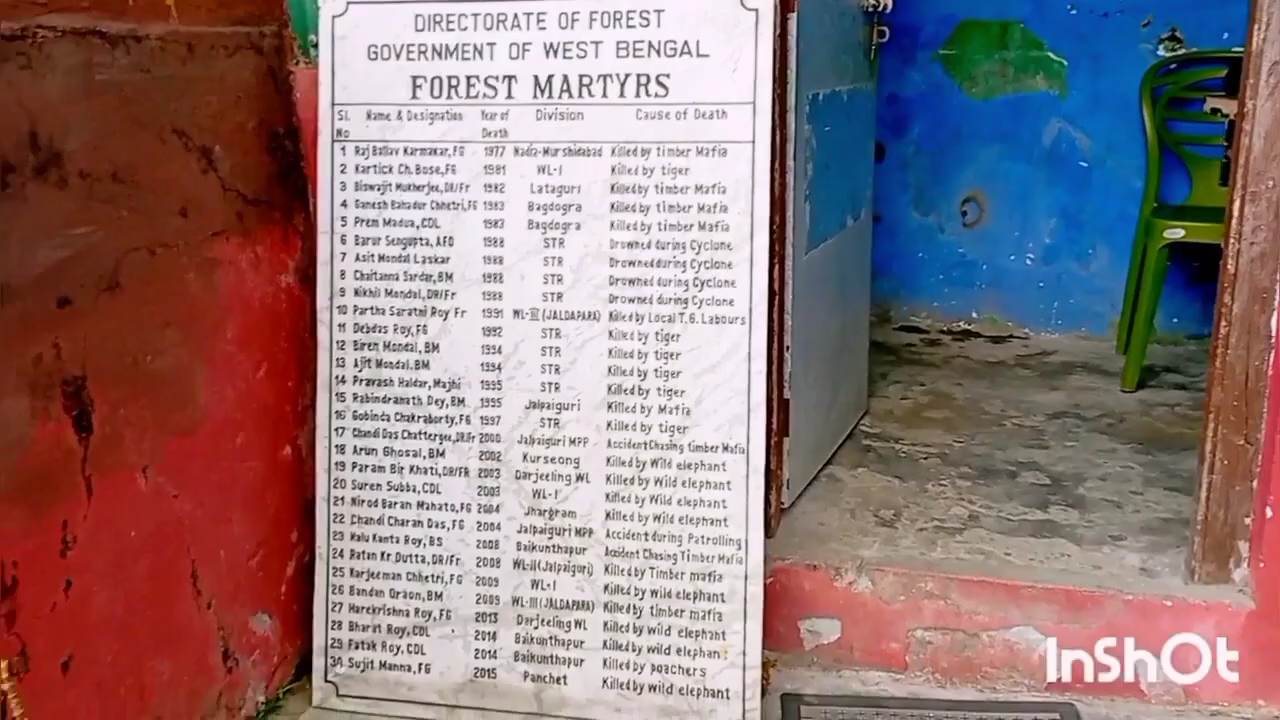 DIRECTORATE OF FOREST
GOVERNMENT OF WEST BENGAL
FOREST MARTYRS
Sl. No Name & Designation Year of Death Division Cause of Death
1 Raj Ballav Karmakar, FG 1977 Nadia-Murshidabad Killed by timber Mafia
2 Kartick Ch. Bose, FG 1981 WL-I Killed by tiger
3 Biswajit Mukherjee, DR/Fr 1982 Lataguri Killed by timber Mafia
4 Ganesh Bahadur Chhetri, FG 1983 Bagdogra Killed by timber Mafia
5 Prem Madua, CDL 1983 Bagdogra Killed by timber Mafia
6 Barur Sengupta, AFO 1988 STR Drowned during Cyclone
7 Asit Mondal Laskar 1988 STR Drowned during Cyclone
8 Chaitanna Sardar, BM 1988 STR Drowned during Cyclone
9 Nikhil Mondal, DR/Fr 1988 STR Drowned during Cyclone
10 Partha Sarathi Roy Fr 1991 WL-III (JALDAPARA) Killed by Local T.G. Labours
11 Debdas Roy, FG 1992 STR Killed by tiger
12 Biren Mondal, BM 1994 STR Killed by tiger
13 Ajit Mondal. BM 1994 STR Killed by tiger
14 Pravash Haldar, Majhi 1995 STR Killed by tiger
15 Rabindranath Dey, BM 1995 Jalpaiguri Killed by Mafia
16 Gobinda Chakraborty, FG 1997 STR Killed by tiger
17 Chandi Das Chatterjee, DR/Fr 2000 Jalpaiguri MPP Accident Chasing timber Mafia
18 Arun Ghosal, BM 2002 Kurseong Killed by Wild elephant
19 Param Bir Khati, DR/FR 2003 Darjeeling WL Killed by Wild elephant
20 Suren Subba, CDL 2003 WL-I Killed by Wild elephant
21 Nirod Baran Mahato, FG 2004 Jhargram Killed by Wild elephant
22 Chandi Charan Das, FG 2004 Jalpaiguri MPP Accident during Patrolling
23 Kalu Kanta Roy, BS 2008 Baikunthapur Accident Chasing Timber Mafia
24 Ratan Kr. Dutta, DR/Fr 2008 WL-II (Jalpaiguri) Killed by Timber mafia
25 Karjeeman Chhetri, FG 2009 WL-I Killed by wild elephant
26 Bandan Oraon, BM 2009 WL-III (JALDAPARA) Killed by timber mafia
27 Harekrishna Roy, FG 2013 Darjeeling WL Killed by wild elephant
28 Bharat Roy, CDL 2014 Baikunthapur Killed by wild elephant
29 Fatak Roy, CDL 2014 Baikunthapur Killed by poachers
30 Sujit Manna, FG 2015 Panchet Killed by wild elephant
InShOt